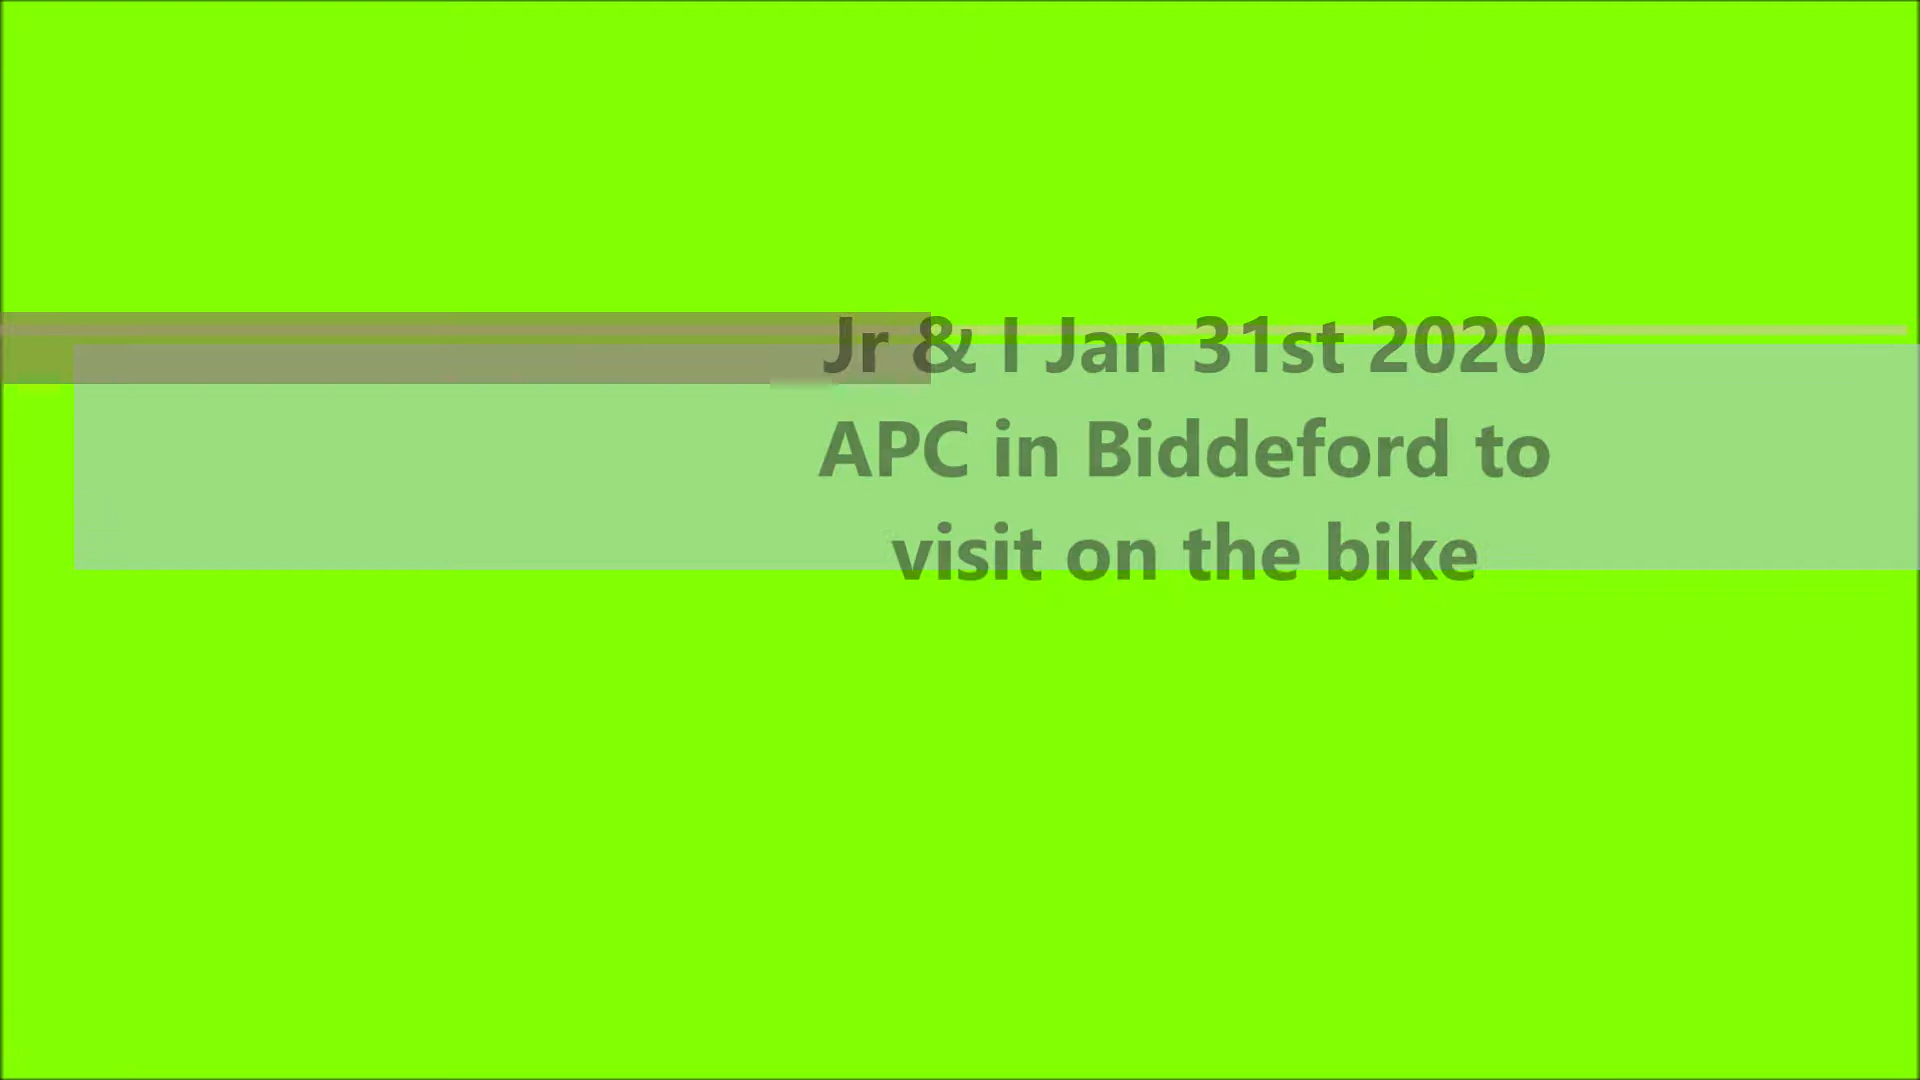 Jr & I Jan 31st 2020
APC in Biddeford to
visit on the bike